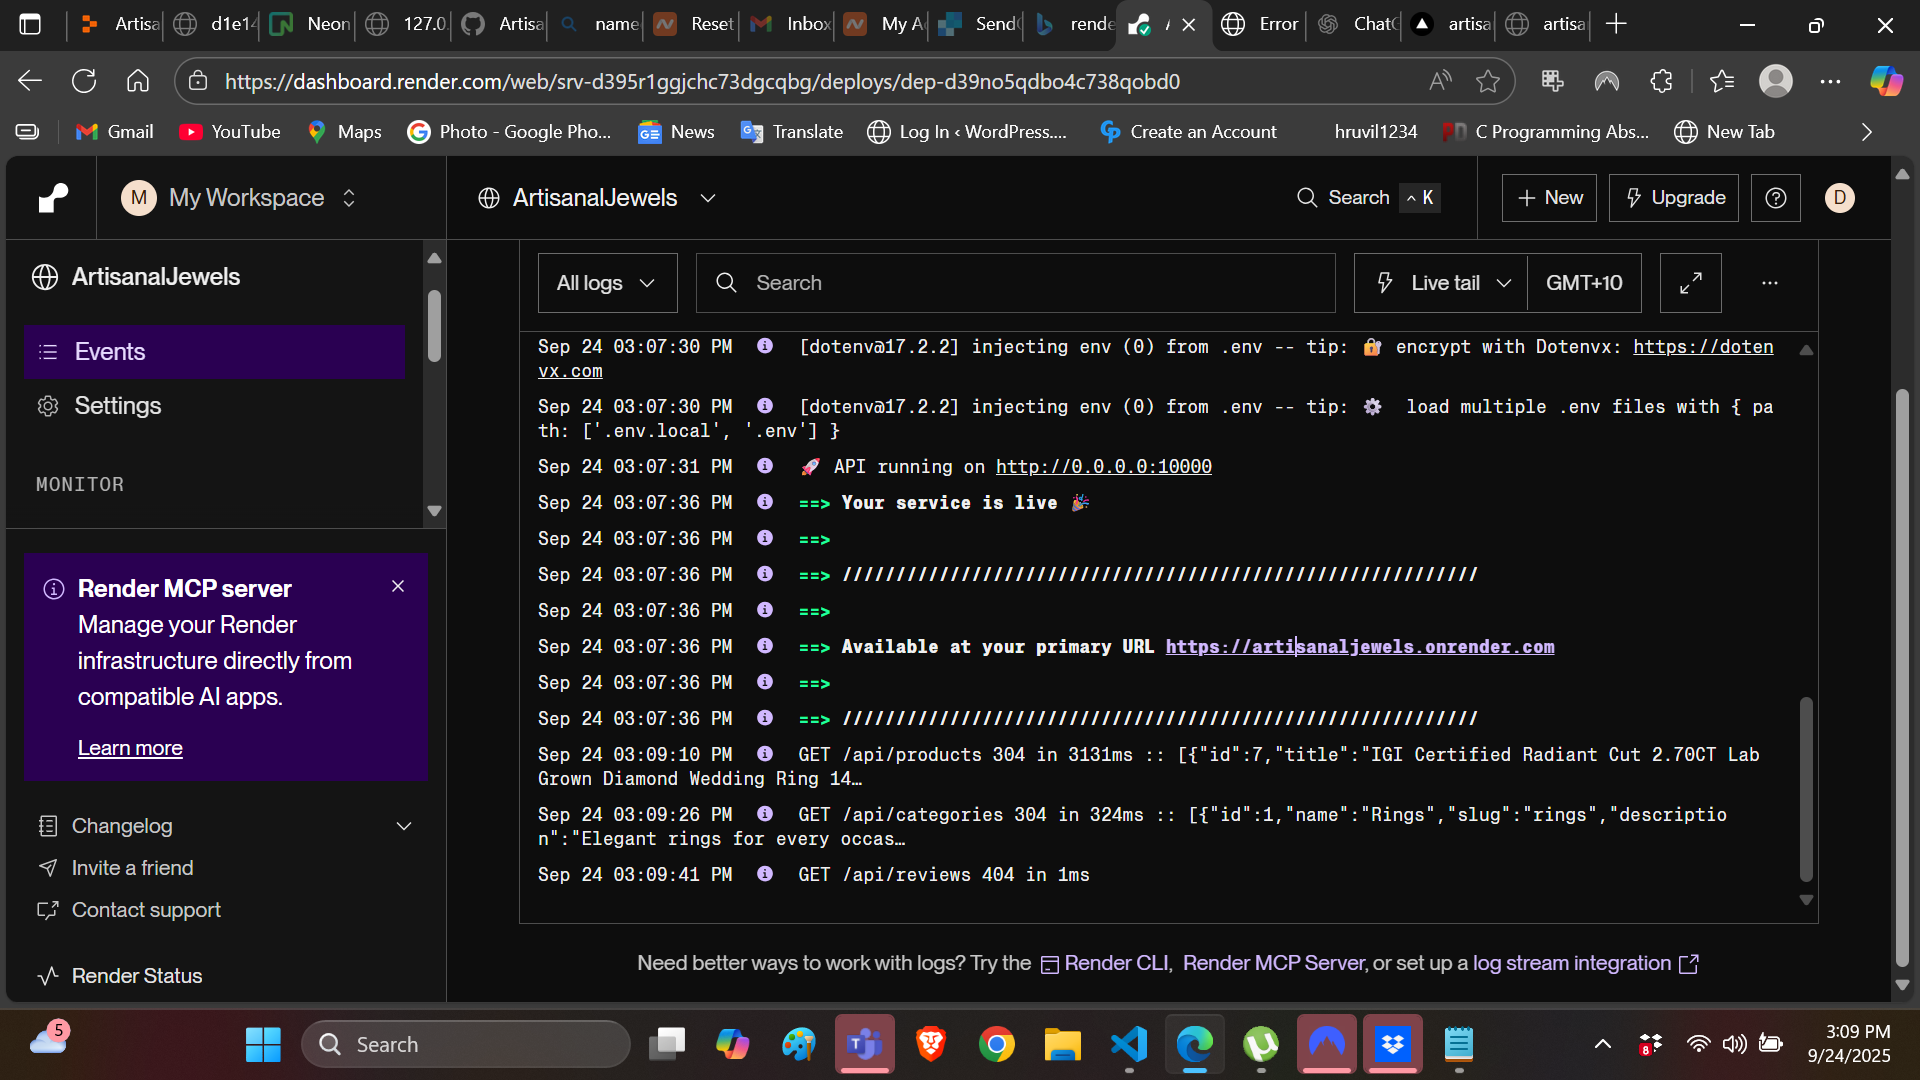 Artisa
d1e14
Neon
127.0.
Artisa
name
Reset
Inbox
My A
Send
rende
Error
Chat
artisa
artisa
https://dashboard.render.com/web/srv-d395r1ggjchc73dgcqbg/deploys/dep-d39no5qdbo4c738qobd0
Gmail
YouTube
Maps
Photo - Google Pho...
News
Translate
Log In ‹ WordPress....
Create an Account
hruvil1234
C Programming Abs...
New Tab
M My Workspace
ArtisanalJewels
Search ^ K
+ New
Upgrade
D
ArtisanalJewels
Events
Settings
MONITOR
Render MCP server
Manage your Render
infrastructure directly from
compatible AI apps.
Learn more
Changelog
Invite a friend
Contact support
Render Status
All logs
Search
Live tail
GMT+10
Sep 24 03:07:30 PM [dotenv@17.2.2] injecting env (0) from .env -- tip: 🔐 encrypt with Dotenvx: https://doten
vx.com
Sep 24 03:07:30 PM [dotenv@17.2.2] injecting env (0) from .env -- tip: ⚙️ load multiple .env files with { pa
th: ['.env.local', '.env'] }
Sep 24 03:07:31 PM 🚀 API running on http://0.0.0.0:10000
Sep 24 03:07:36 PM ==> Your service is live 🎉
Sep 24 03:07:36 PM ==>
Sep 24 03:07:36 PM ==> ///////////////////////////////////////////////////////////
Sep 24 03:07:36 PM ==>
Sep 24 03:07:36 PM ==> Available at your primary URL https://artisanaljewels.onrender.com
Sep 24 03:07:36 PM ==>
Sep 24 03:07:36 PM ==> ///////////////////////////////////////////////////////////
Sep 24 03:09:10 PM GET /api/products 304 in 3131ms :: [{"id":7,"title":"IGI Certified Radiant Cut 2.70CT Lab
Grown Diamond Wedding Ring 14…
Sep 24 03:09:26 PM GET /api/categories 304 in 324ms :: [{"id":1,"name":"Rings","slug":"rings","descriptio
n":"Elegant rings for every occas…
Sep 24 03:09:41 PM GET /api/reviews 404 in 1ms
Need better ways to work with logs? Try the Render CLI, Render MCP Server, or set up a log stream integration
5
Search
8
3:09 PM
9/24/2025